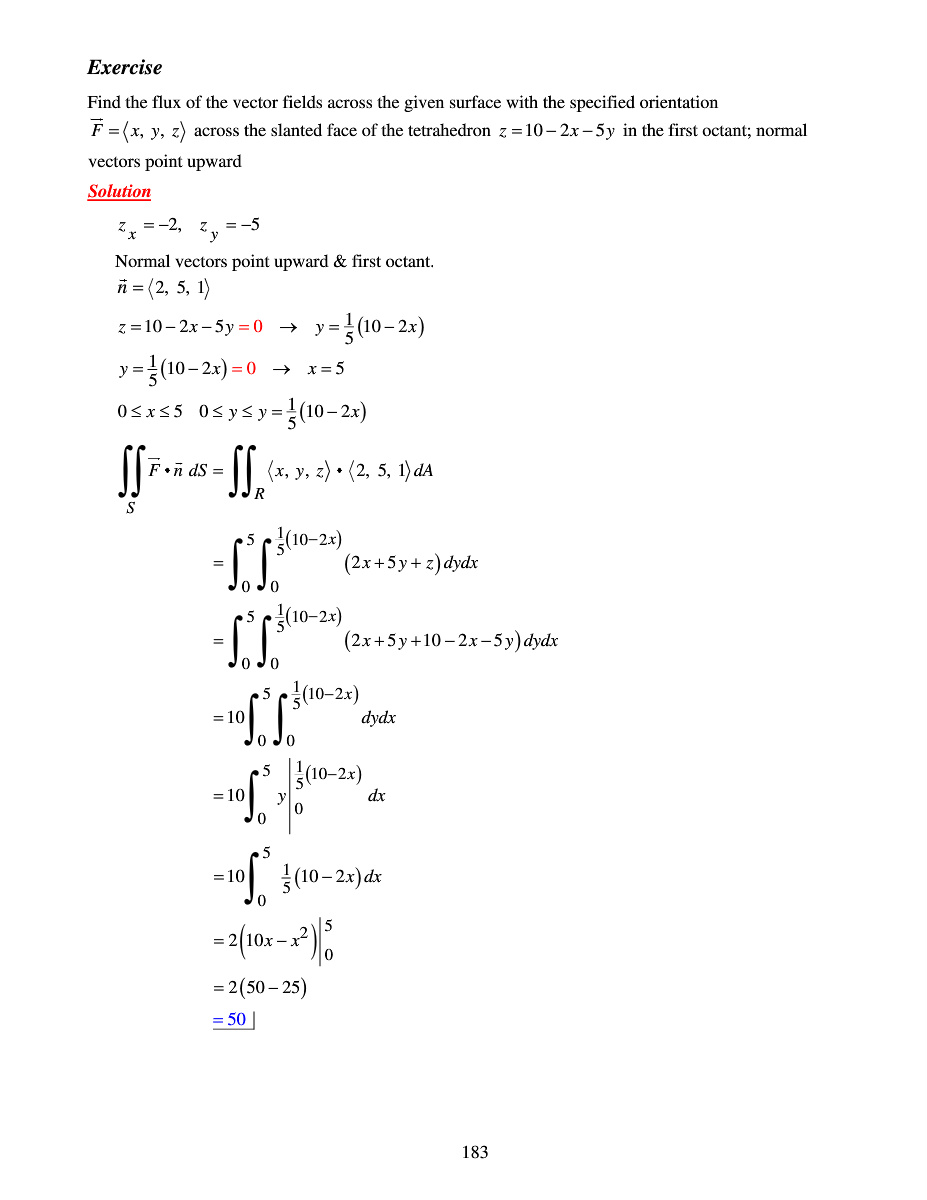 Exercise
Find the flux of the vector fields across the given surface with the specified orientation
$\overrightarrow{F} = \langle x, y, z \rangle$ across the slanted face of the tetrahedron $z = 10 - 2x - 5y$ in the first octant; normal
vectors point upward
Solution
$z_x = -2, \quad z_y = -5$
Normal vectors point upward & first octant.
$\vec{n} = \langle 2, 5, 1 \rangle$
$z = 10 - 2x - 5y = 0 \quad \rightarrow \quad y = \frac{1}{5}(10 - 2x)$
$y = \frac{1}{5}(10 - 2x) = 0 \quad \rightarrow \quad x = 5$
$0 \le x \le 5 \quad 0 \le y \le y = \frac{1}{5}(10 - 2x)$
$\iint_S \overrightarrow{F} \bullet \vec{n} \, dS = \iint_R \langle x, y, z \rangle \bullet \langle 2, 5, 1 \rangle dA$
$= \int_0^5 \int_0^{\frac{1}{5}(10-2x)} (2x + 5y + z) \, dydx$
$= \int_0^5 \int_0^{\frac{1}{5}(10-2x)} (2x + 5y + 10 - 2x - 5y) \, dydx$
$= 10 \int_0^5 \int_0^{\frac{1}{5}(10-2x)} dydx$
$= 10 \int_0^5 y \Big|_0^{\frac{1}{5}(10-2x)} dx$
$= 10 \int_0^5 \frac{1}{5}(10 - 2x) \, dx$
$= 2 \left(10x - x^2\right) \Big|_0^5$
$= 2(50 - 25)$
$= 50$
183